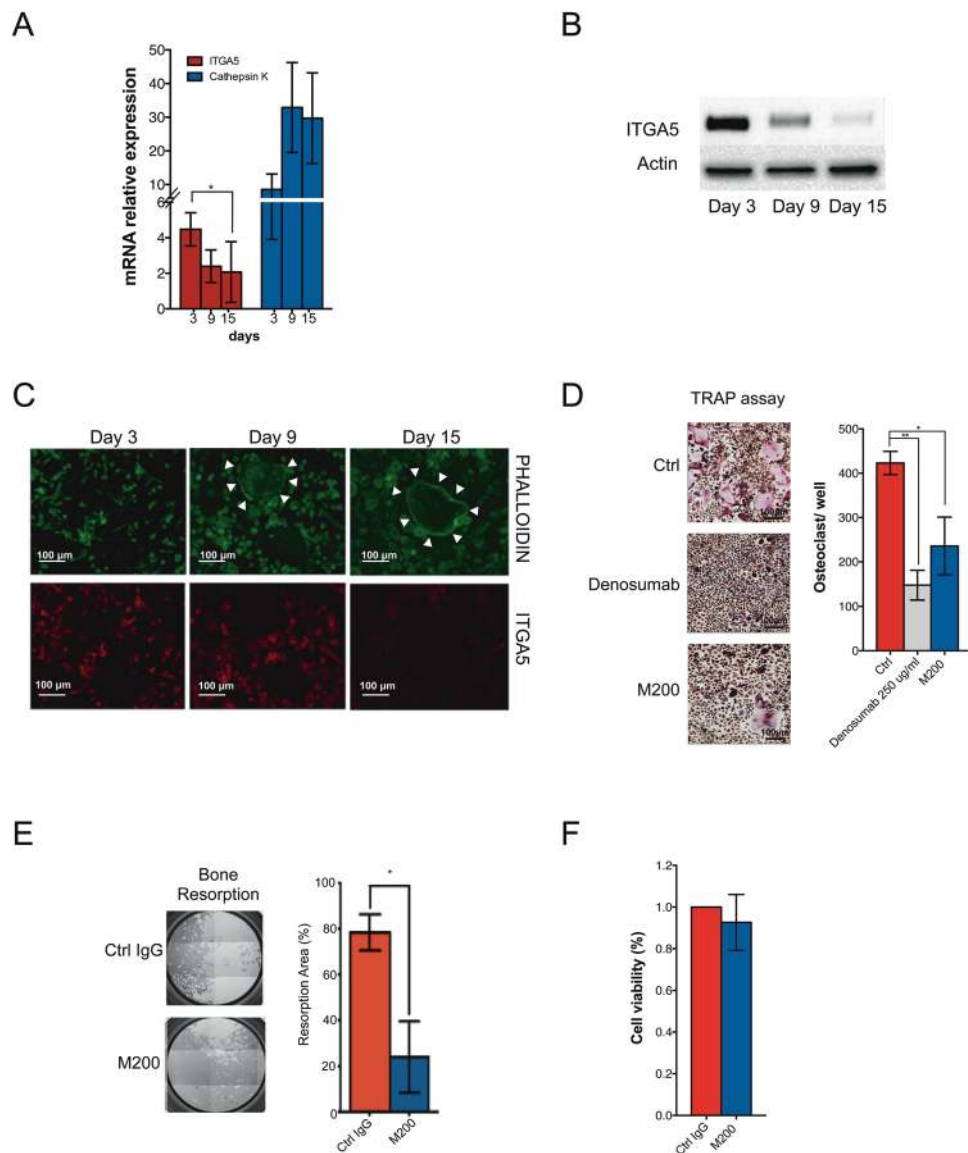 A
50
40
30
20
10
6
4
2
0
mRNA relative expression
ITGA5
Cathepsin K
*
3 9 15 3 9 15
days
B
ITGA5
Actin
Day 3 Day 9 Day 15
C
Day 3 Day 9 Day 15
PHALLOIDIN
100 µm 100 µm 100 µm
ITGA5
100 µm 100 µm 100 µm
D
TRAP assay
Ctrl
100µm
Denosumab
100µm
M200
100µm
Osteoclast/ well
500
400
300
200
100
0
*
**
Ctrl
Denosumab 250 ug/ml
M200
E
Bone
Resorption
Ctrl IgG
M200
Resorption Area (%)
100
80
60
40
20
0
*
Ctrl IgG
M200
F
Cell viability (%)
1.2
1.0
0.8
0.6
0.4
0.2
0.0
Ctrl IgG
M200